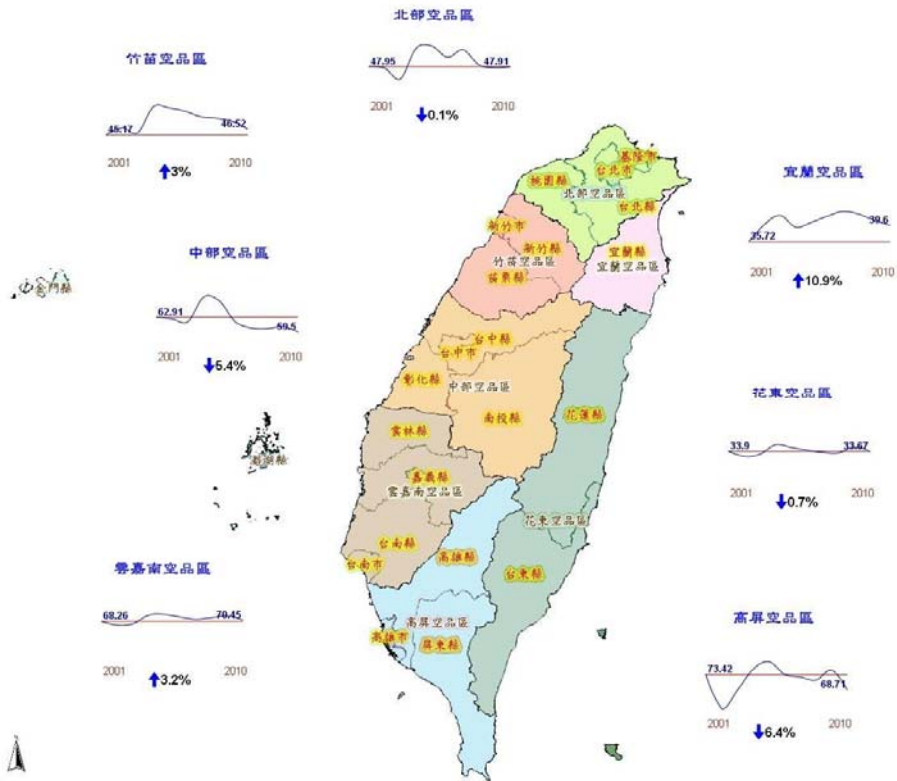 北部空品區
47.95
47.91
2001
2010
0.1%
竹苗空品區
45.17
46.52
2001
2010
3%
宜蘭空品區
35.72
39.6
2001
2010
10.9%
中部空品區
62.91
59.5
2001
2010
5.4%
花東空品區
33.9
33.67
2001
2010
0.7%
雲嘉南空品區
68.26
70.45
2001
2010
3.2%
高屏空品區
73.42
68.71
2001
2010
6.4%
基隆市
台北市
桃園縣
北部空品區
台北縣
新竹市
新竹縣
竹苗空品區
苗栗縣
宜蘭縣
宜蘭空品區
金門縣
台中縣
台中市
彰化縣
中部空品區
南投縣
花蓮縣
雲林縣
澎湖縣
嘉義縣
雲嘉南空品區
花東空品區
台南縣
台南市
高雄縣
台東縣
高屏空品區
高雄市
屏東縣